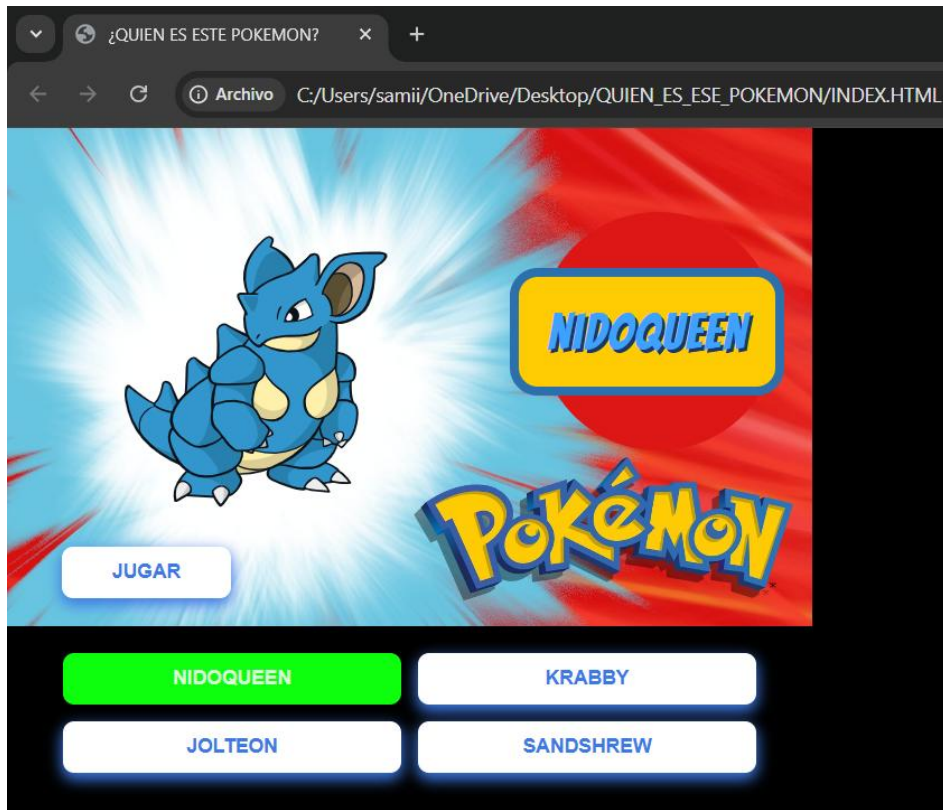 ¿QUIEN ES ESTE POKEMON?
Archivo C:/Users/samii/OneDrive/Desktop/QUIEN_ES_ESE_POKEMON/INDEX.HTML
NIDOQUEEN
POKéMON
JUGAR
NIDOQUEEN KRABBY
JOLTEON SANDSHREW